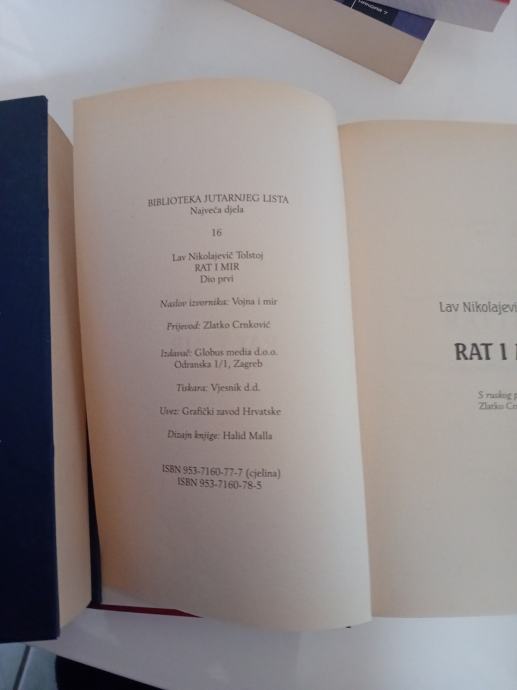 BIBLIOTEKA JUTARNJEG LISTA
Najveća djela
16
Lav Nikolajevič Tolstoj
RAT I MIR
Dio prvi
Naslov izvornika: Vojna i mir
Prijevod: Zlatko Crnković
Izdavač: Globus media d.o.o.
Odranska 1/1, Zagreb
Tiskara: Vjesnik d.d.
Uvez: Grafički zavod Hrvatske
Dizajn knjige: Halid Malla
ISBN 953-7160-77-7 (cjelina)
ISBN 953-7160-78-5
Lav Nikolajevi
RAT I
S ruskog p
Zlatko Cr